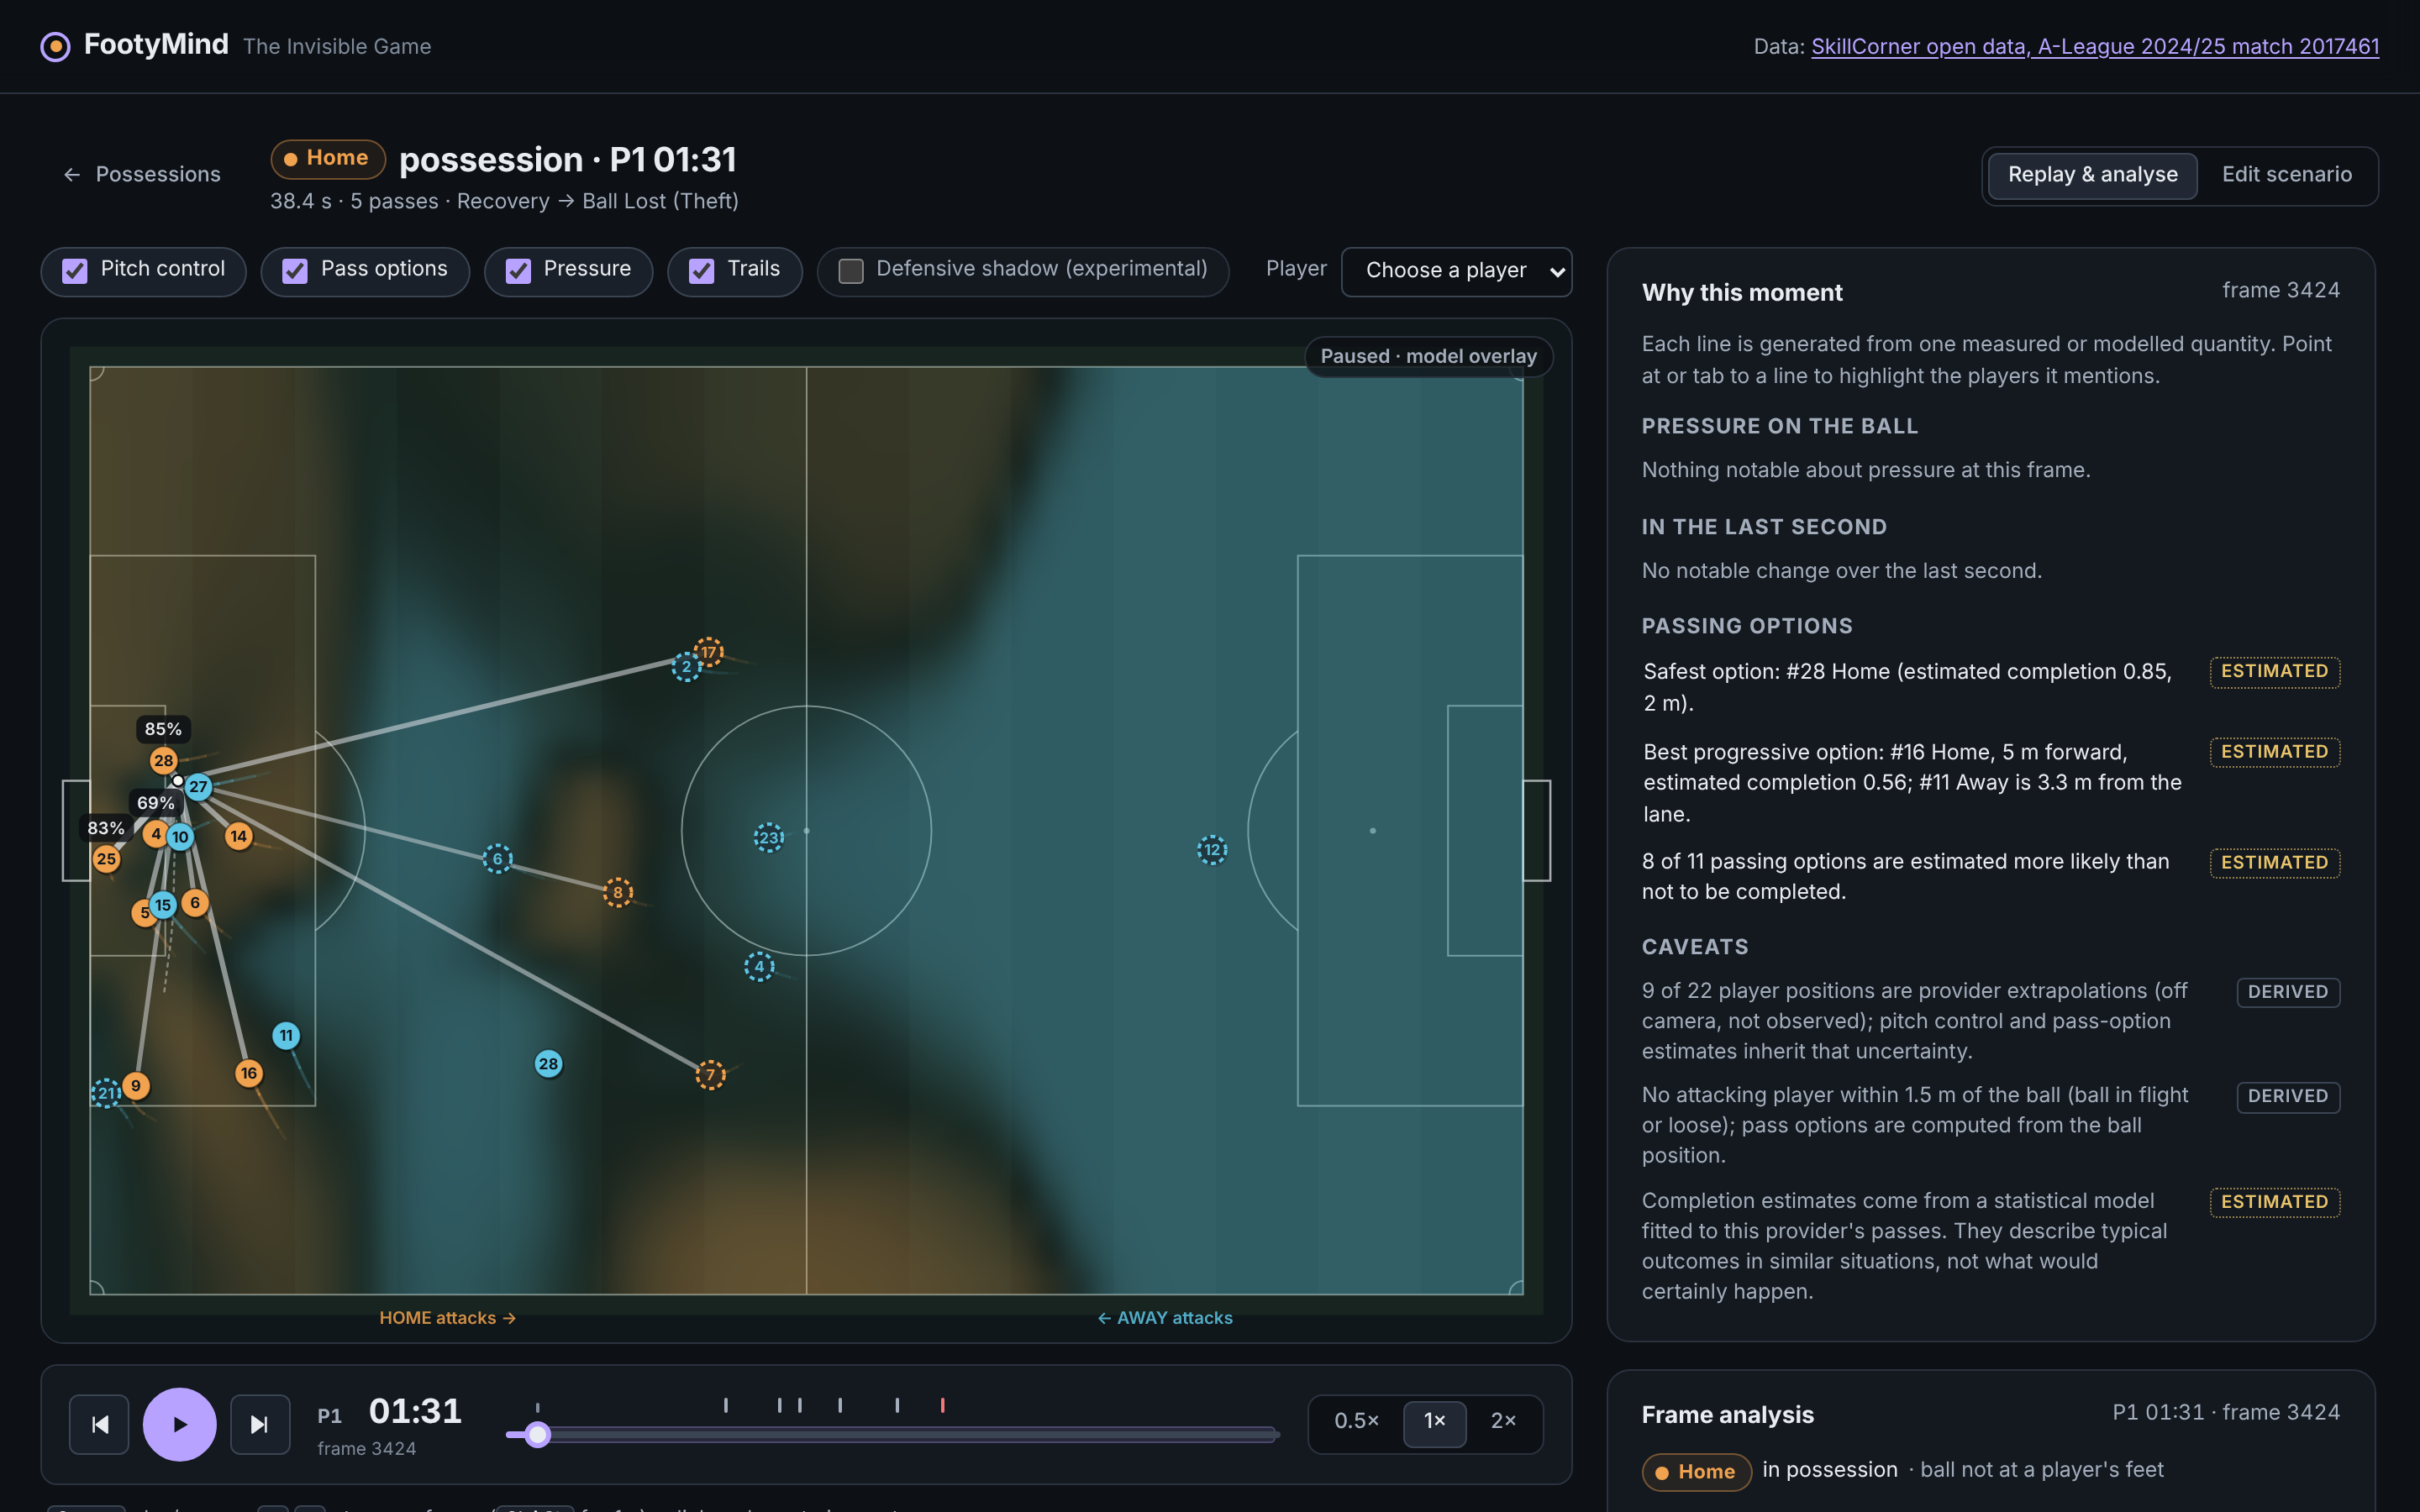 FootyMind The Invisible Game
Data: SkillCorner open data, A-League 2024/25 match 2017461
← Possessions
Home possession · P1 01:31
38.4 s · 5 passes · Recovery → Ball Lost (Theft)
Replay & analyse
Edit scenario
Pitch control
Pass options
Pressure
Trails
Defensive shadow (experimental)
Player
Choose a player
Paused · model overlay
17
2
85%
28
27
69%
83%
4
10
14
25
6
23
12
8
5
15
6
4
11
28
7
16
21
9
HOME attacks →
← AWAY attacks
P1 01:31
frame 3424
0.5×
1×
2×
Why this moment
frame 3424
Each line is generated from one measured or modelled quantity. Point
at or tab to a line to highlight the players it mentions.
PRESSURE ON THE BALL
Nothing notable about pressure at this frame.
IN THE LAST SECOND
No notable change over the last second.
PASSING OPTIONS
Safest option: #28 Home (estimated completion 0.85,
2 m).
ESTIMATED
Best progressive option: #16 Home, 5 m forward,
estimated completion 0.56; #11 Away is 3.3 m from the
lane.
ESTIMATED
8 of 11 passing options are estimated more likely than
not to be completed.
ESTIMATED
CAVEATS
9 of 22 player positions are provider extrapolations (off
camera, not observed); pitch control and pass-option
estimates inherit that uncertainty.
DERIVED
No attacking player within 1.5 m of the ball (ball in flight
or loose); pass options are computed from the ball
position.
DERIVED
Completion estimates come from a statistical model
fitted to this provider's passes. They describe typical
outcomes in similar situations, not what would
certainly happen.
ESTIMATED
Frame analysis
P1 01:31 · frame 3424
Home in possession · ball not at a player's feet